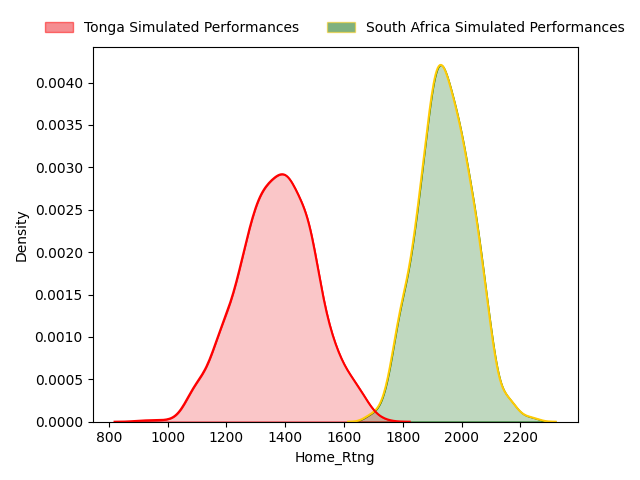 Tonga Simulated Performances South Africa Simulated Performances
0.0040
0.0035
0.0030
0.0025
0.0020
0.0015
0.0010
0.0005
0.0000
Density
800 1000 1200 1400 1600 1800 2000 2200
Home_Rtng